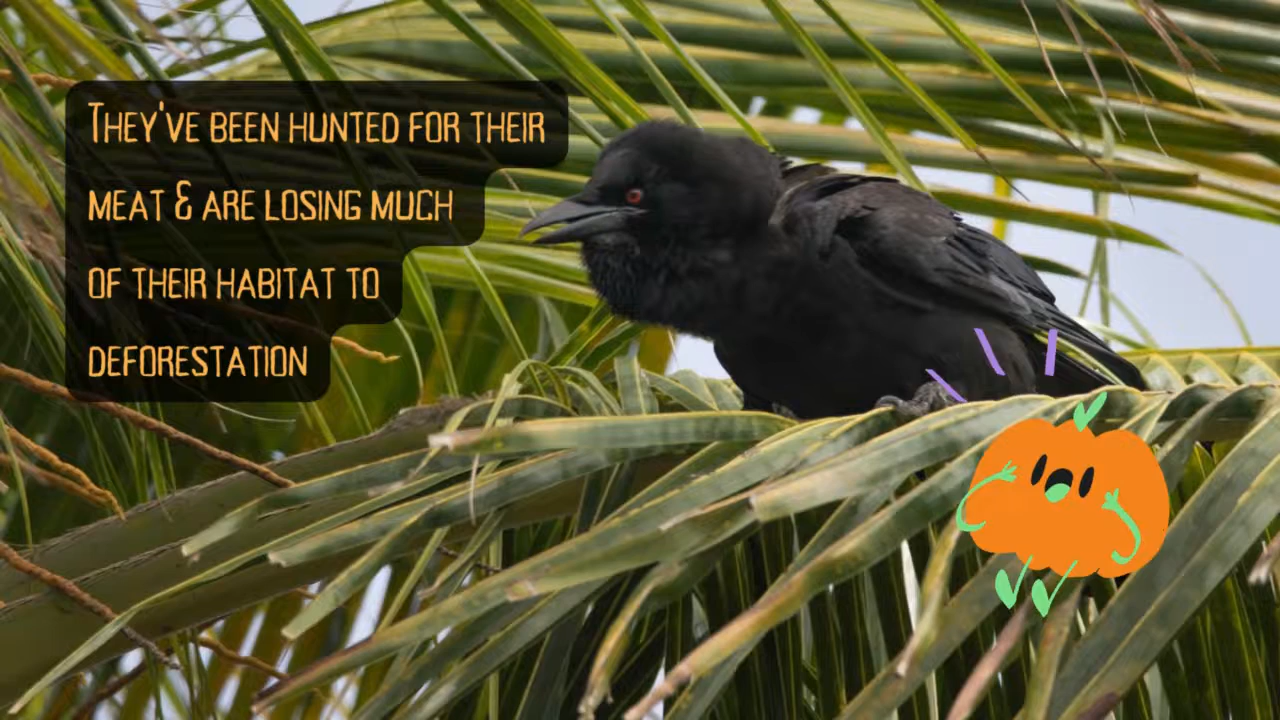 They've been hunted for their
meat & are losing much
of their habitat to
deforestation